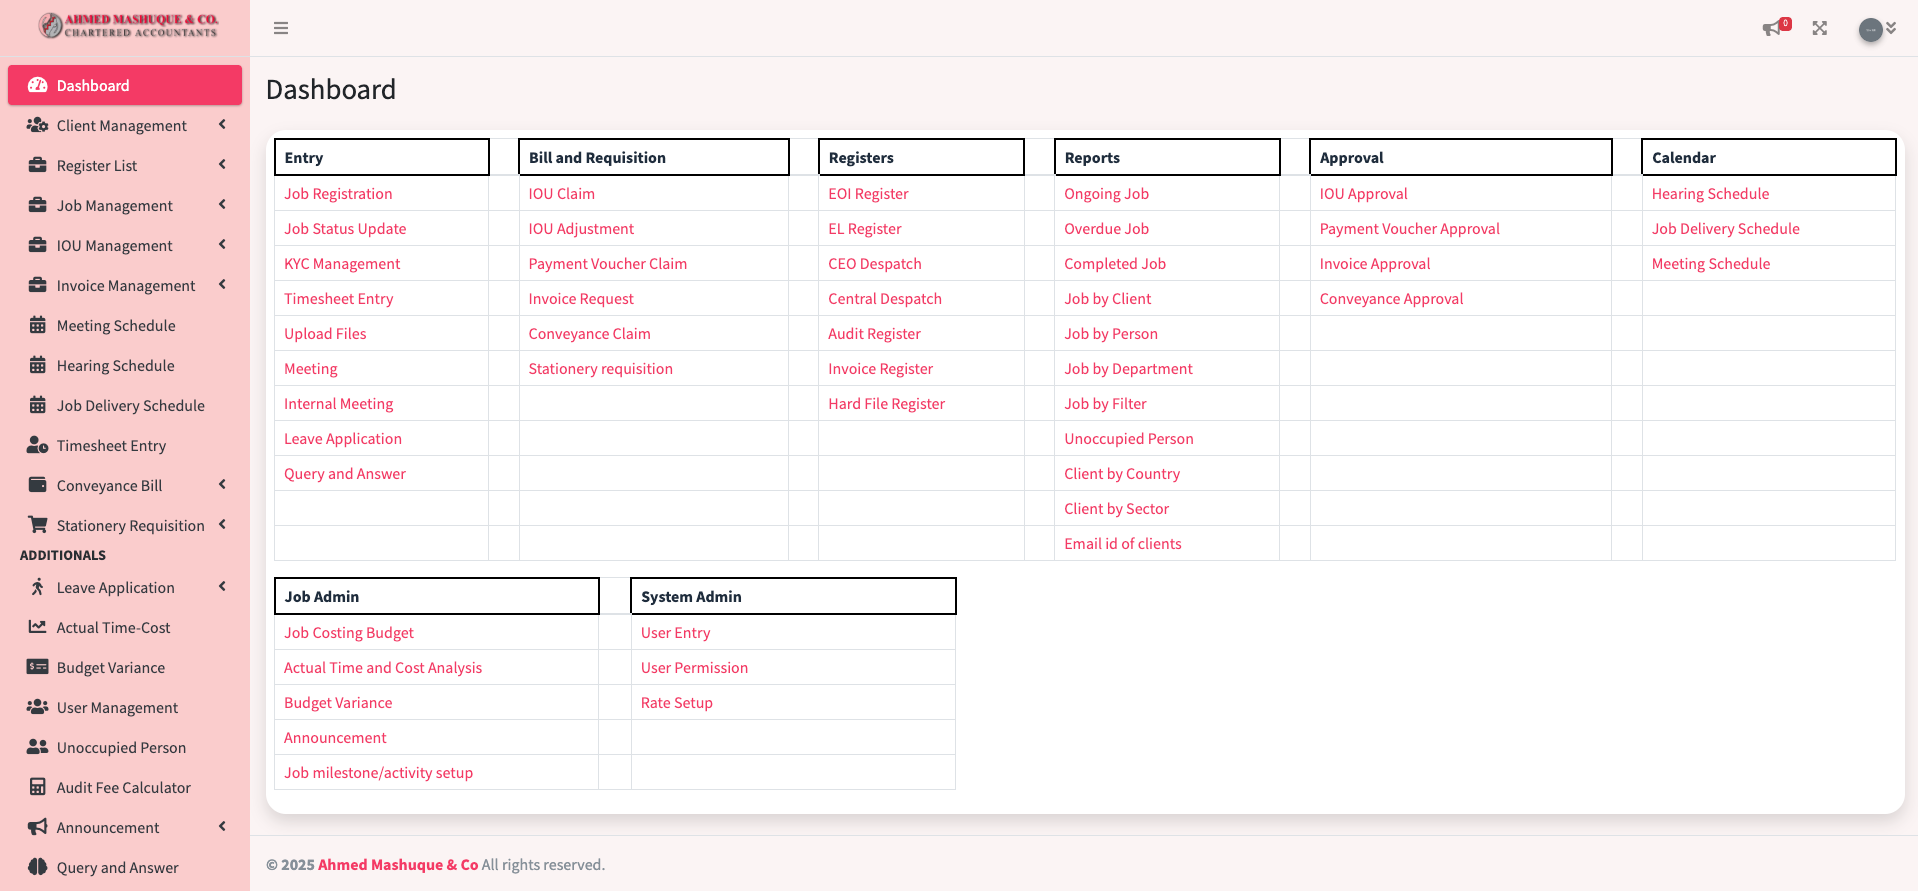 AHMED MASHUQUE & CO.
CHARTERED ACCOUNTANTS
0
Dashboard
Client Management
Register List
Job Management
IOU Management
Invoice Management
Meeting Schedule
Hearing Schedule
Job Delivery Schedule
Timesheet Entry
Conveyance Bill
Stationery Requisition
ADDITIONALS
Leave Application
Actual Time-Cost
Budget Variance
User Management
Unoccupied Person
Audit Fee Calculator
Announcement
Query and Answer
Dashboard
Entry Bill and Requisition Registers Reports Approval Calendar
Job Registration IOU Claim EOI Register Ongoing Job IOU Approval Hearing Schedule
Job Status Update IOU Adjustment EL Register Overdue Job Payment Voucher Approval Job Delivery Schedule
KYC Management Payment Voucher Claim CEO Despatch Completed Job Invoice Approval Meeting Schedule
Timesheet Entry Invoice Request Central Despatch Job by Client Conveyance Approval
Upload Files Conveyance Claim Audit Register Job by Person
Meeting Stationery requisition Invoice Register Job by Department
Internal Meeting Hard File Register Job by Filter
Leave Application Unoccupied Person
Query and Answer Client by Country
Client by Sector
Email id of clients
Job Admin System Admin
Job Costing Budget User Entry
Actual Time and Cost Analysis User Permission
Budget Variance Rate Setup
Announcement
Job milestone/activity setup
© 2025 Ahmed Mashuque & Co All rights reserved.